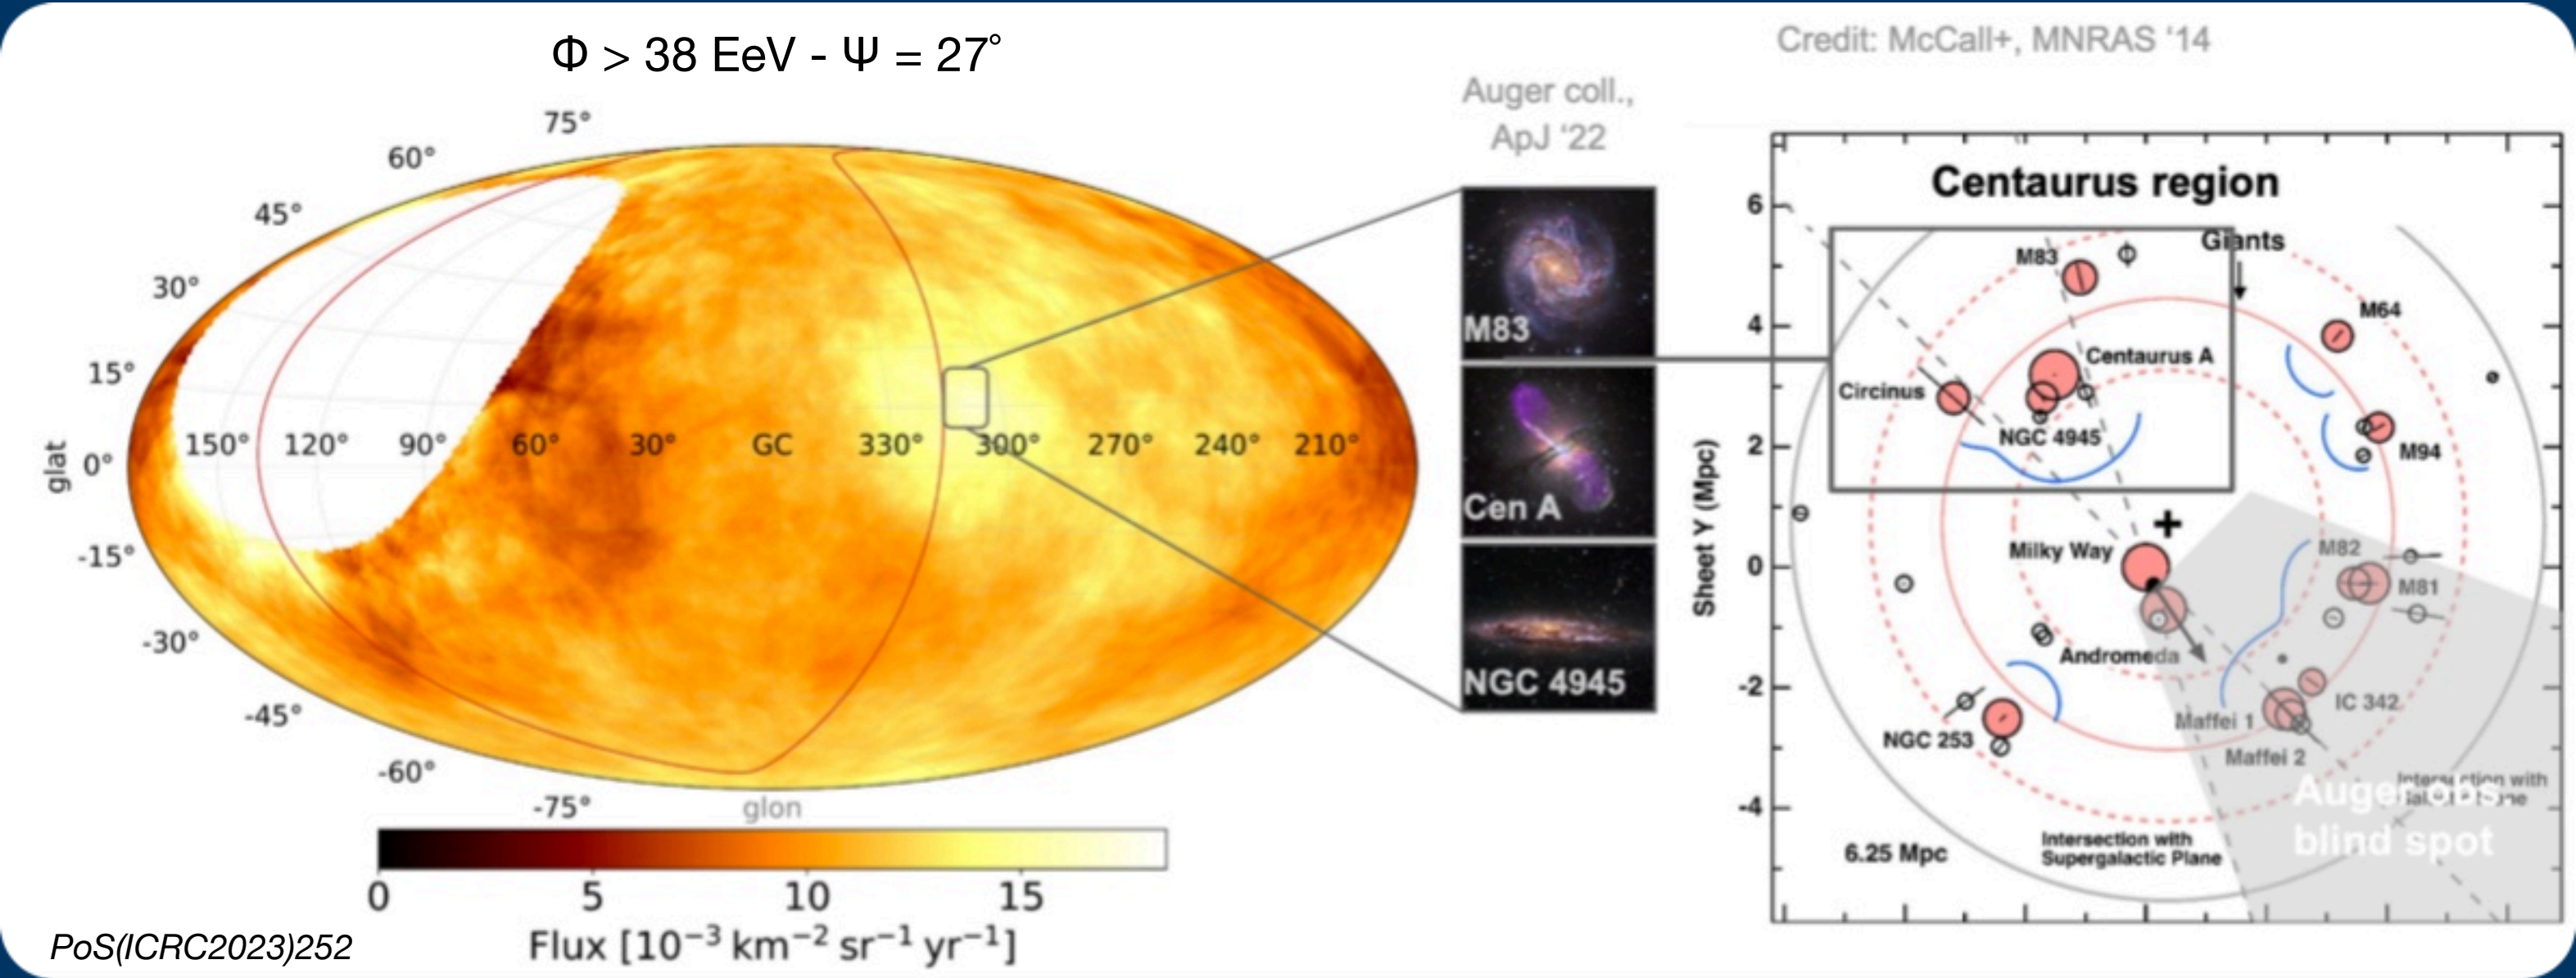 Φ > 38 EeV - Ψ = 27°
Credit: McCall+, MNRAS '14
Auger coll.,
ApJ '22
75°
60°
45°
30°
15°
0°
-15°
-30°
-45°
-60°
-75°
glat
150° 120° 90° 60° 30° GC 330° 300° 270° 240° 210°
glon
0 5 10 15
Flux [10⁻³ km⁻² sr⁻¹ yr⁻¹]
PoS(ICRC2023)252
M83
Cen A
NGC 4945
Centaurus region
6
4
2
0
-2
-4
Sheet Y (Mpc)
Giants
M83
M64
Centaurus A
Circinus
NGC 4945
M94
Milky Way
M82
M81
Andromeda
IC 342
Maffei 1
NGC 253
Maffei 2
Intersection with
Auger obs.
blind spot
6.25 Mpc
Intersection with
Supergalactic Plane